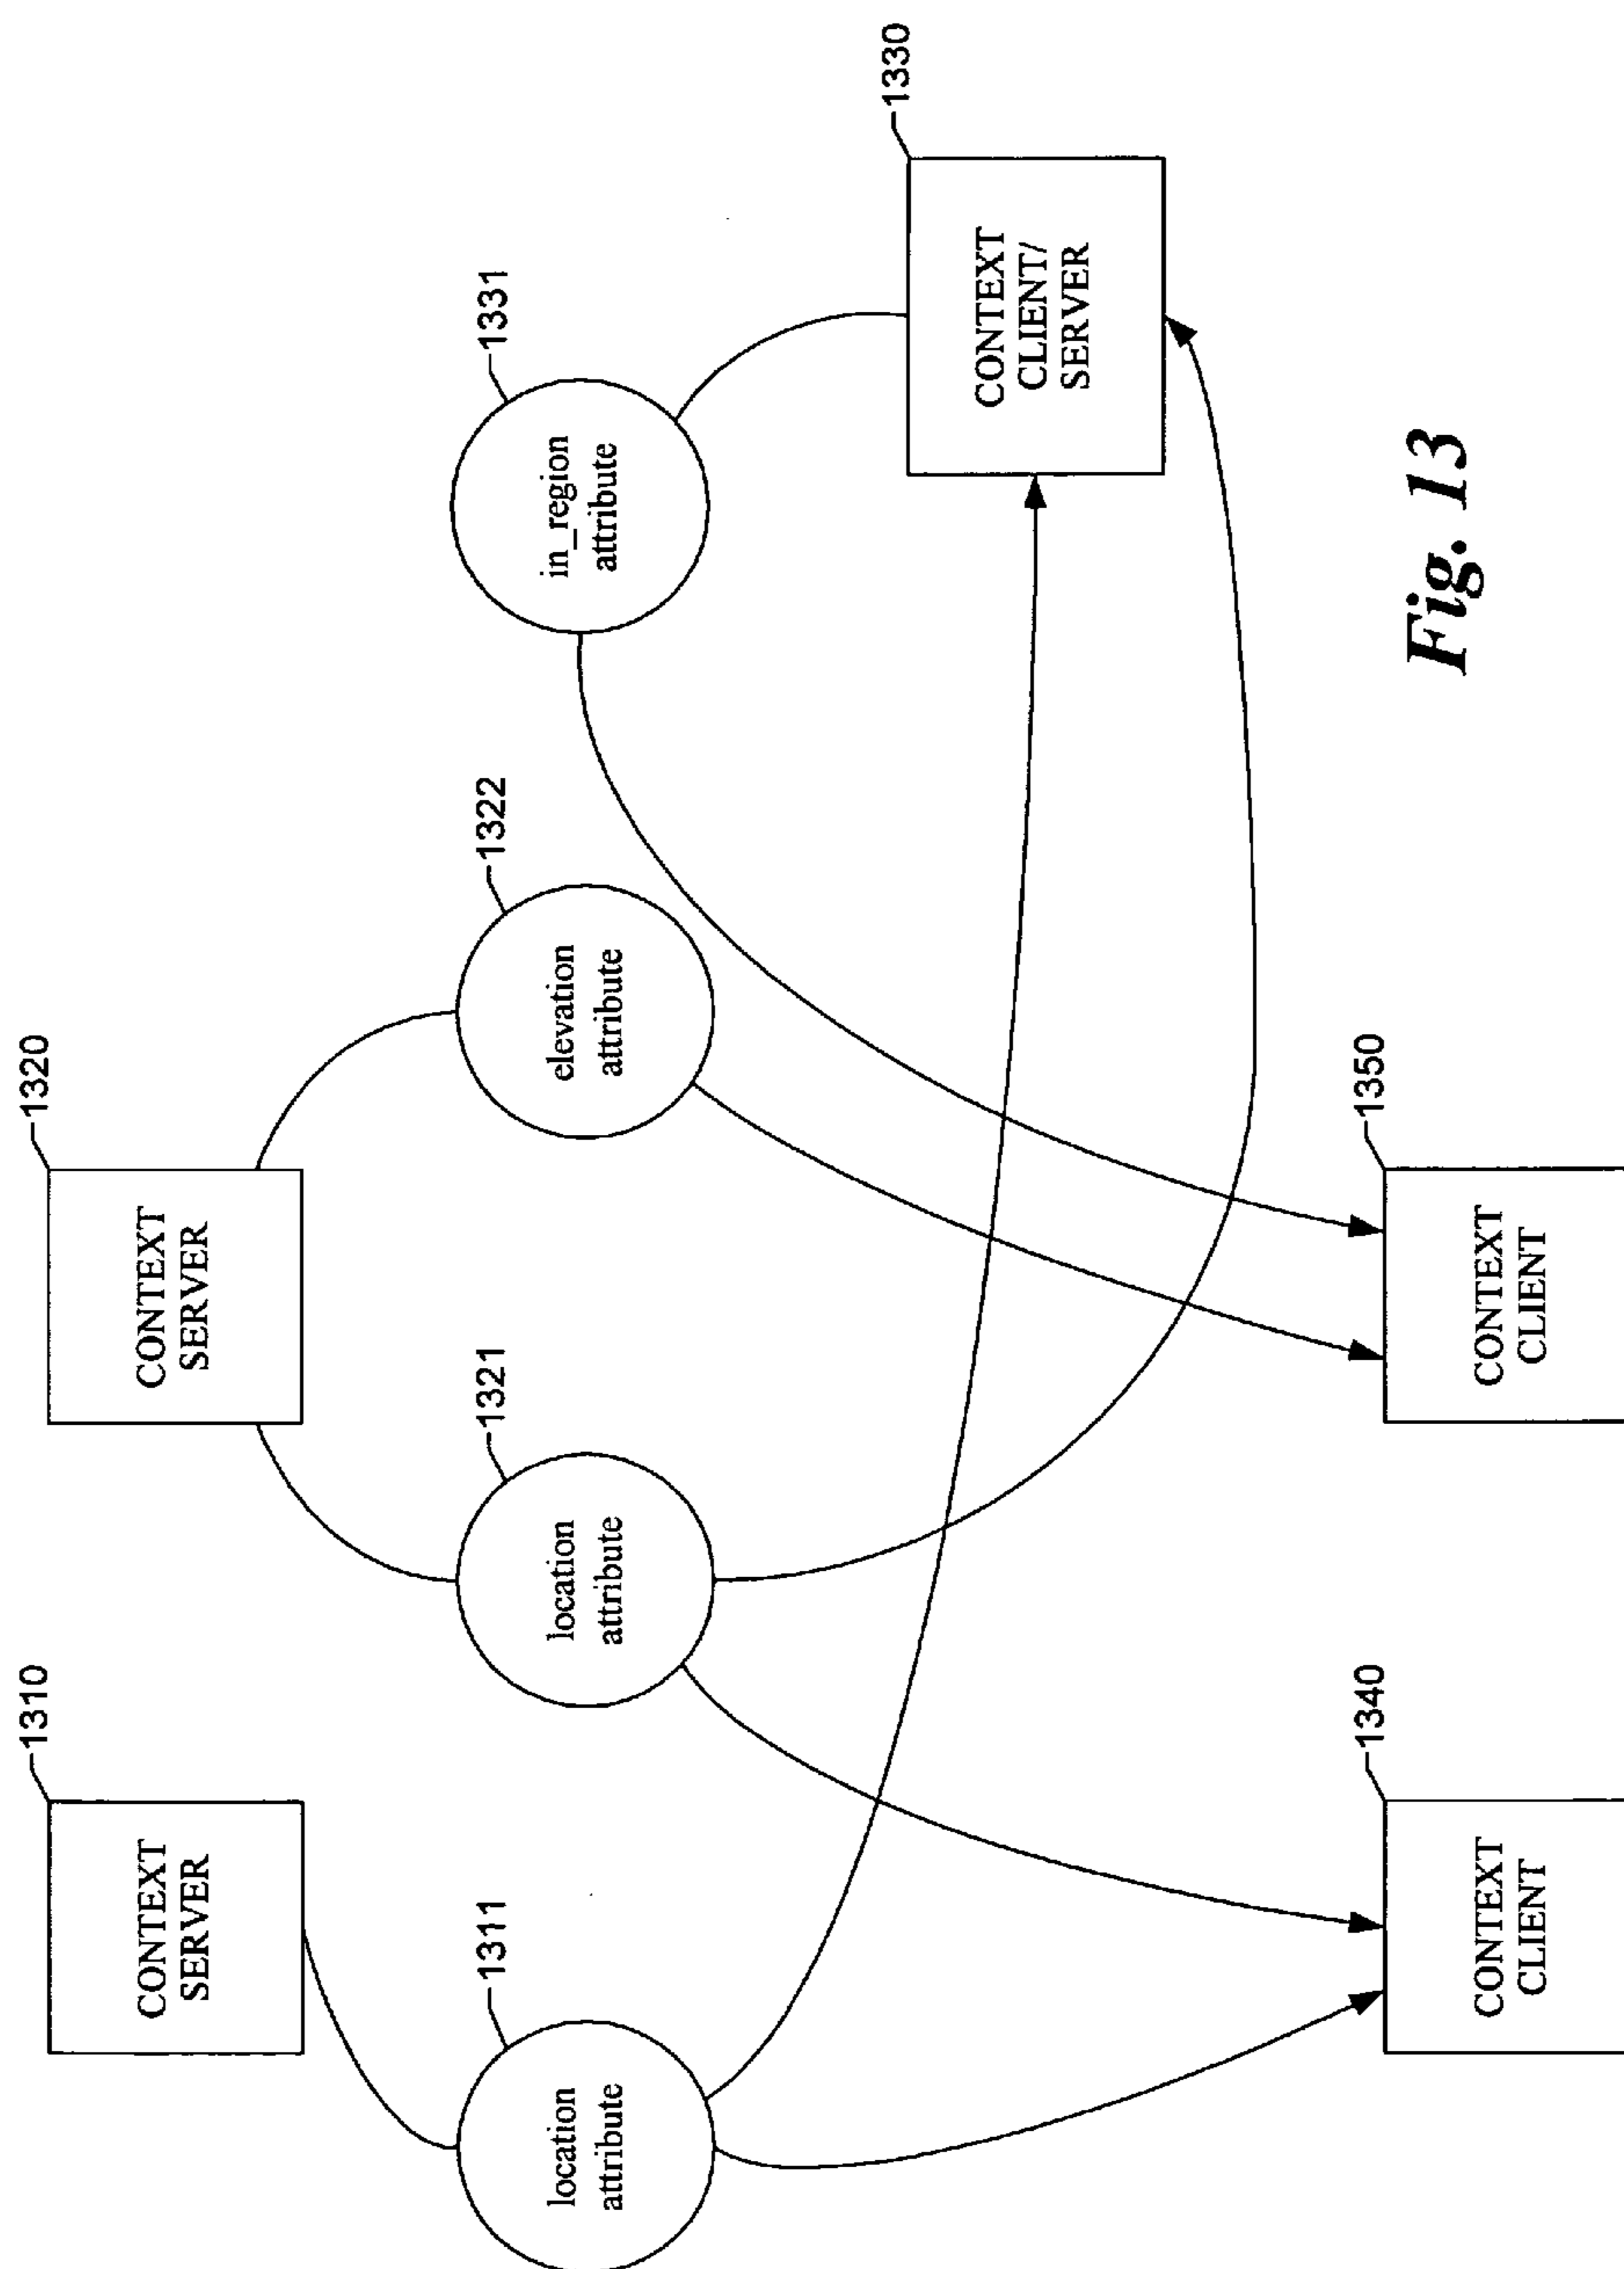 1310
CONTEXT
SERVER
1320
CONTEXT
SERVER
1311
location
attribute
1321
location
attribute
1322
elevation
attribute
1331
in_region
attribute
1330
CONTEXT
CLIENT/
SERVER
1340
CONTEXT
CLIENT
1350
CONTEXT
CLIENT
Fig. 13